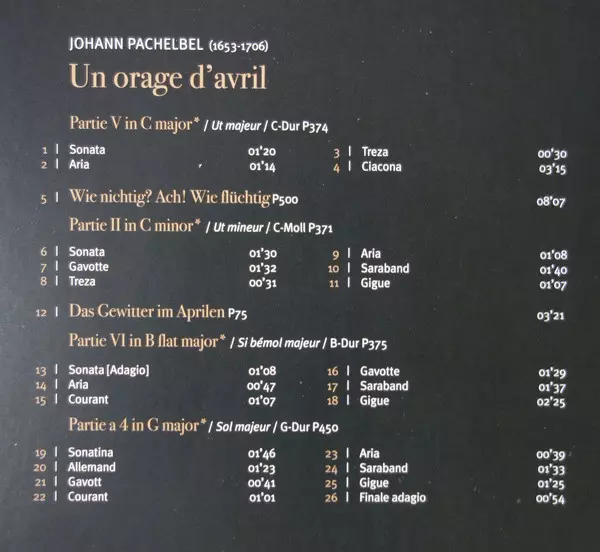 JOHANN PACHELBEL (1653-1706)
Un orage d'avril
Partie V in C major* / Ut majeur / C-Dur P374
1 | Sonata 01'20 3 | Treza 00'30
2 | Aria 01'14 4 | Ciacona 03'15
5 | Wie nichtig? Ach! Wie flüchtig P500 08'07
Partie II in C minor* / Ut mineur / C-Moll P371
6 | Sonata 01'30 9 | Aria 01'08
7 | Gavotte 01'32 10 | Saraband 01'40
8 | Treza 00'31 11 | Gigue 01'07
12 | Das Gewitter im Aprilen P75 03'21
Partie VI in B flat major* / Si bémol majeur / B-Dur P375
13 | Sonata [Adagio] 01'08 16 | Gavotte 01'29
14 | Aria 00'47 17 | Saraband 01'37
15 | Courant 01'07 18 | Gigue 02'25
Partie a 4 in G major* / Sol majeur / G-Dur P450
19 | Sonatina 01'46 23 | Aria 00'39
20 | Allemand 01'23 24 | Saraband 01'33
21 | Gavott 00'41 25 | Gigue 01'25
22 | Courant 01'01 26 | Finale adagio 00'54